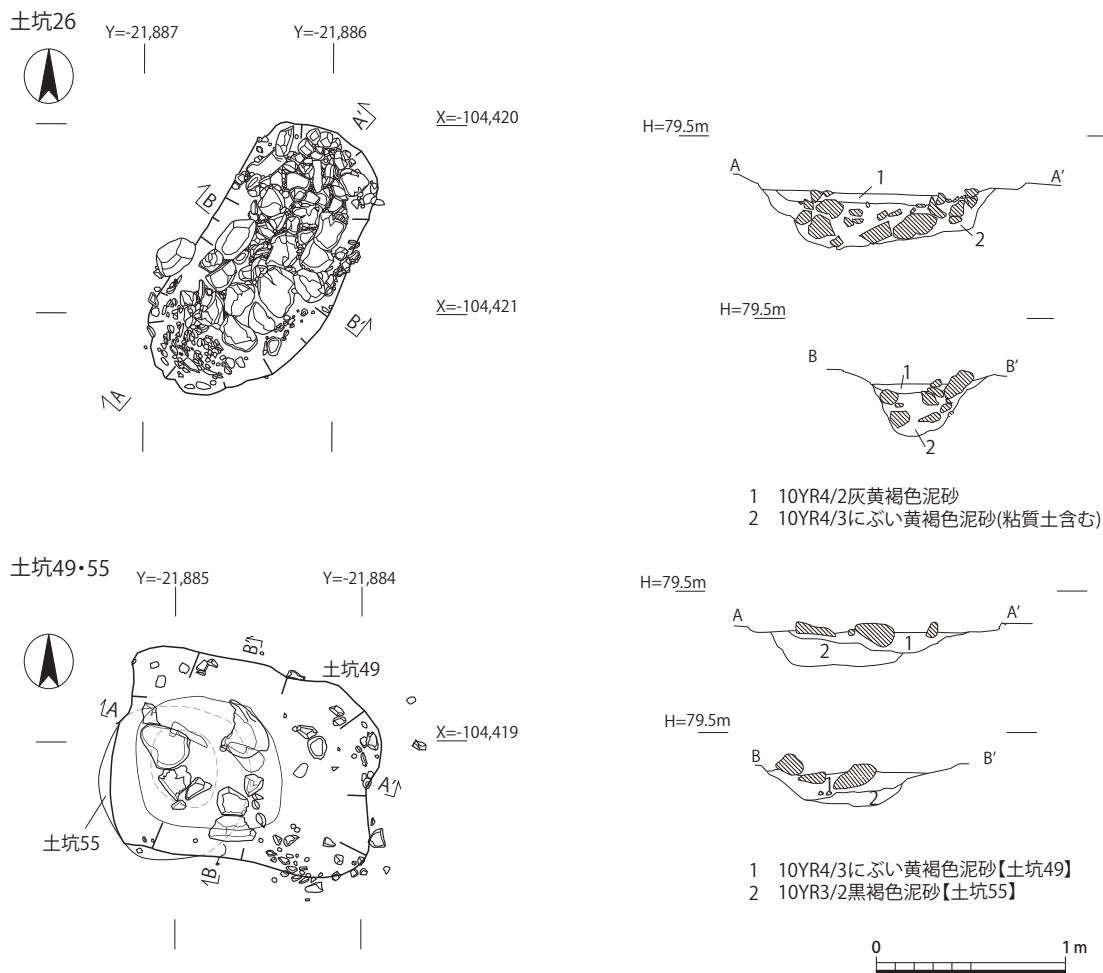 土坑26
Y=-21,887
Y=-21,886
X=-104,420
A'
B
X=-104,421
B'
A
H=79.5m
A
1
A'
2
H=79.5m
B
1
B'
2
1 10YR4/2灰黄褐色泥砂
2 10YR4/3にぶい黄褐色泥砂(粘質土含む)
土坑49・55
Y=-21,885
Y=-21,884
B'
土坑49
A
X=-104,419
A'
土坑55
B
H=79.5m
A
A'
2
1
H=79.5m
B
B'
1
2
1 10YR4/3にぶい黄褐色泥砂【土坑49】
2 10YR3/2黒褐色泥砂【土坑55】
0
1m